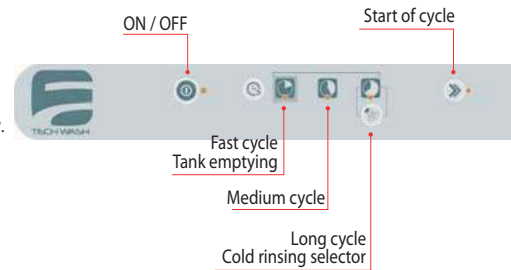 ON / OFF
Start of cycle
TECH WASH
Fast cycle
Tank emptying
Medium cycle
Long cycle
Cold rinsing selector